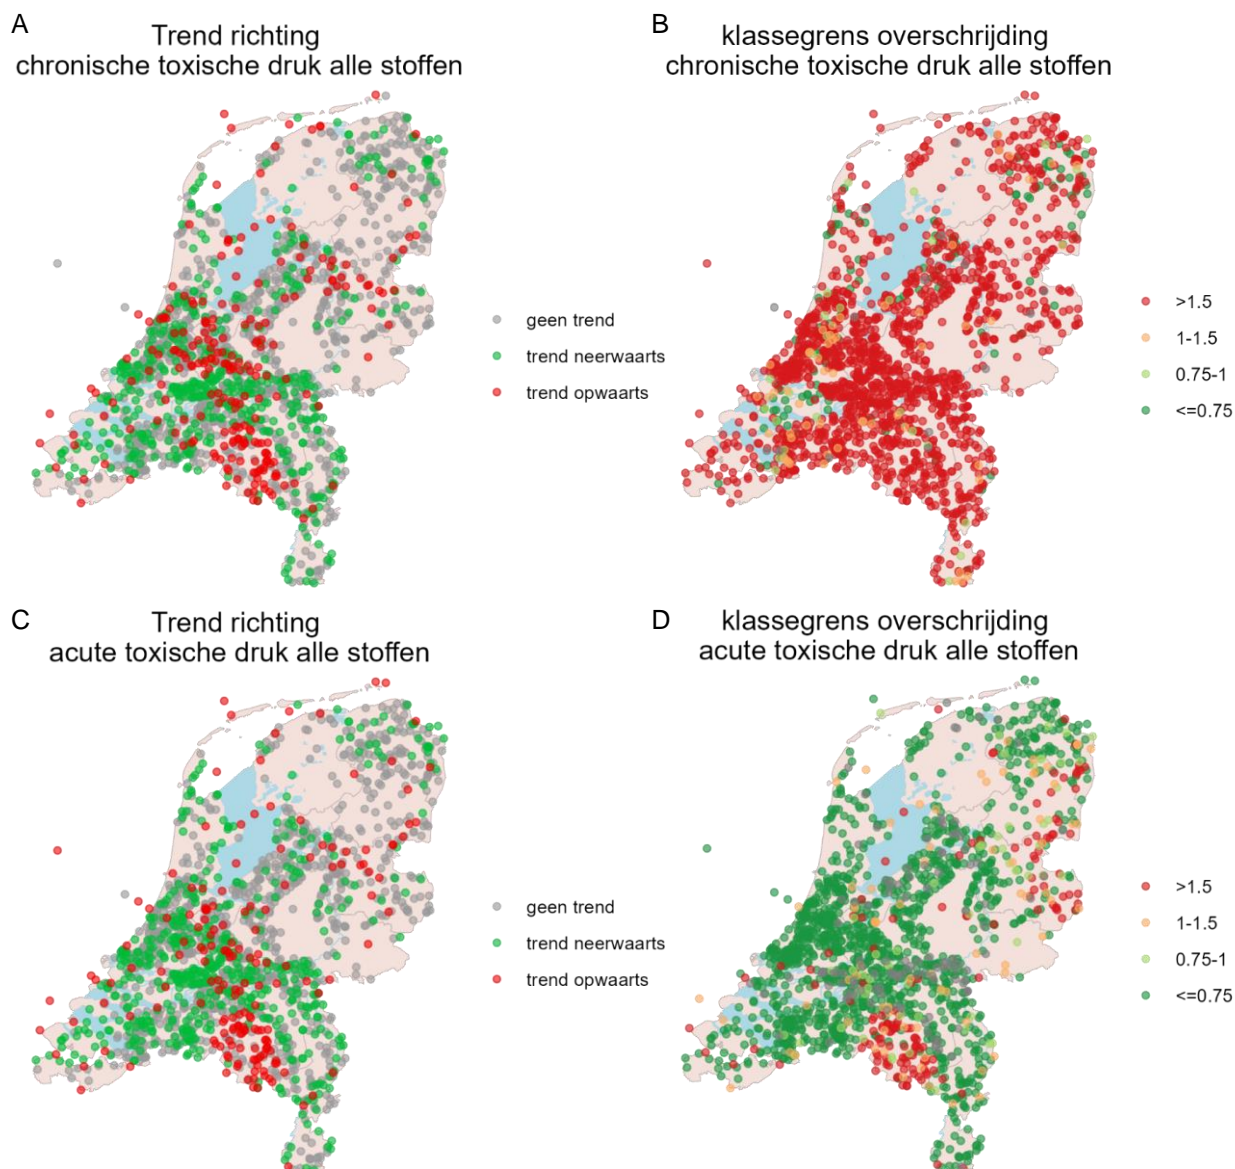 A
Trend richting
chronische toxische druk alle stoffen
geen trend
trend neerwaarts
trend opwaarts
B
klassegrens overschrijding
chronische toxische druk alle stoffen
>1.5
1-1.5
0.75-1
<=0.75
C
Trend richting
acute toxische druk alle stoffen
geen trend
trend neerwaarts
trend opwaarts
D
klassegrens overschrijding
acute toxische druk alle stoffen
>1.5
1-1.5
0.75-1
<=0.75